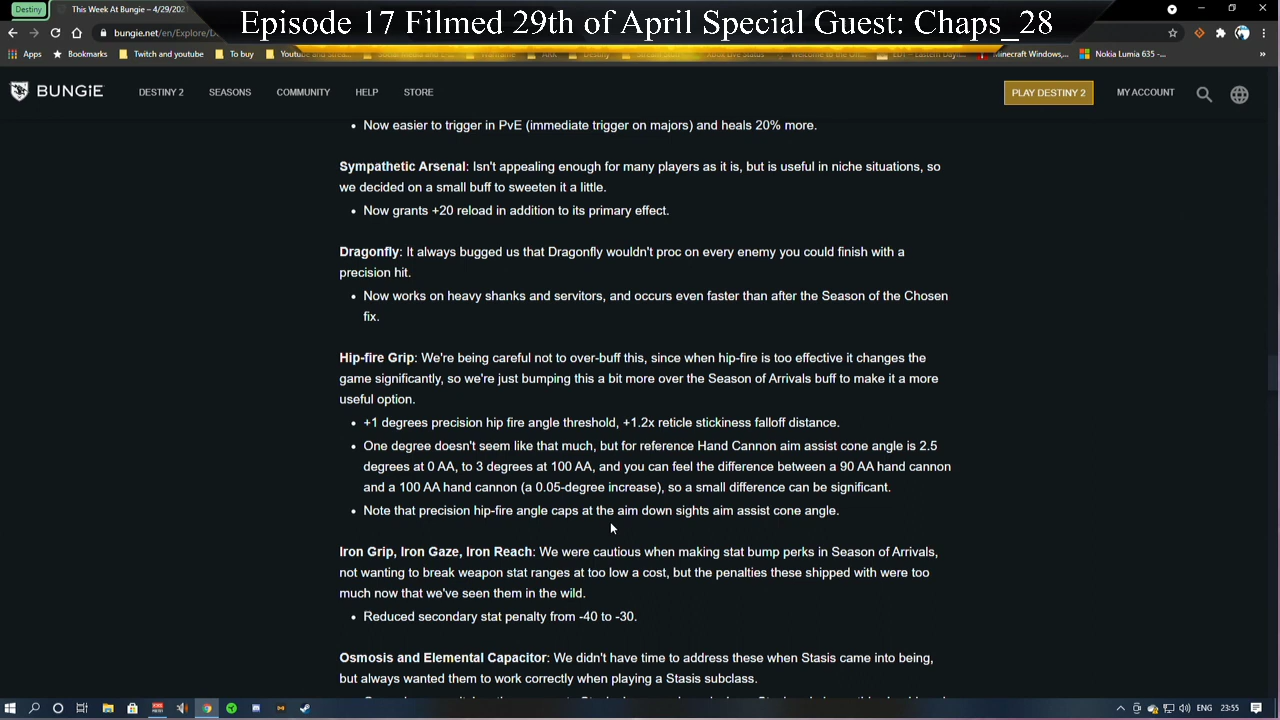 Episode 17 Filmed 29th of April Special Guest: Chaps_28
Destiny
This Week At Bungie – 4/29/202
bungie.net/en/Explore/D
Apps
Bookmarks
Twitch and youtube
To buy
Minecraft Windows,...
Nokia Lumia 635 -...
BUNGiE
DESTINY 2
SEASONS
COMMUNITY
HELP
STORE
PLAY DESTINY 2
MY ACCOUNT
• Now easier to trigger in PvE (immediate trigger on majors) and heals 20% more.
Sympathetic Arsenal: Isn't appealing enough for many players as it is, but is useful in niche situations, so
we decided on a small buff to sweeten it a little.
• Now grants +20 reload in addition to its primary effect.
Dragonfly: It always bugged us that Dragonfly wouldn't proc on every enemy you could finish with a
precision hit.
• Now works on heavy shanks and servitors, and occurs even faster than after the Season of the Chosen
fix.
Hip-fire Grip: We're being careful not to over-buff this, since when hip-fire is too effective it changes the
game significantly, so we're just bumping this a bit more over the Season of Arrivals buff to make it a more
useful option.
• +1 degrees precision hip fire angle threshold, +1.2x reticle stickiness falloff distance.
• One degree doesn't seem like that much, but for reference Hand Cannon aim assist cone angle is 2.5
degrees at 0 AA, to 3 degrees at 100 AA, and you can feel the difference between a 90 AA hand cannon
and a 100 AA hand cannon (a 0.05-degree increase), so a small difference can be significant.
• Note that precision hip-fire angle caps at the aim down sights aim assist cone angle.
Iron Grip, Iron Gaze, Iron Reach: We were cautious when making stat bump perks in Season of Arrivals,
not wanting to break weapon stat ranges at too low a cost, but the penalties these shipped with were too
much now that we've seen them in the wild.
• Reduced secondary stat penalty from -40 to -30.
Osmosis and Elemental Capacitor: We didn't have time to address these when Stasis came into being,
but always wanted them to work correctly when playing a Stasis subclass.
ENG
23:55